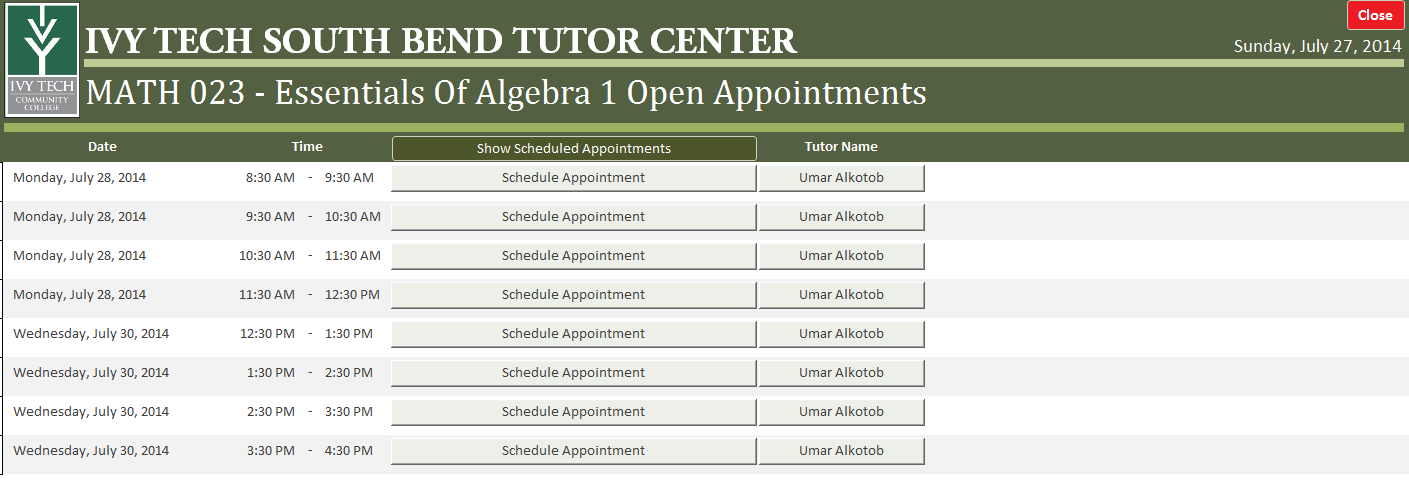 Close
IVY TECH SOUTH BEND TUTOR CENTER
Sunday, July 27, 2014
IVY TECH
COMMUNITY
COLLEGE
MATH 023 - Essentials Of Algebra 1 Open Appointments
Date Time Show Scheduled Appointments Tutor Name
Monday, July 28, 2014 8:30 AM - 9:30 AM Schedule Appointment Umar Alkotob
Monday, July 28, 2014 9:30 AM - 10:30 AM Schedule Appointment Umar Alkotob
Monday, July 28, 2014 10:30 AM - 11:30 AM Schedule Appointment Umar Alkotob
Monday, July 28, 2014 11:30 AM - 12:30 PM Schedule Appointment Umar Alkotob
Wednesday, July 30, 2014 12:30 PM - 1:30 PM Schedule Appointment Umar Alkotob
Wednesday, July 30, 2014 1:30 PM - 2:30 PM Schedule Appointment Umar Alkotob
Wednesday, July 30, 2014 2:30 PM - 3:30 PM Schedule Appointment Umar Alkotob
Wednesday, July 30, 2014 3:30 PM - 4:30 PM Schedule Appointment Umar Alkotob